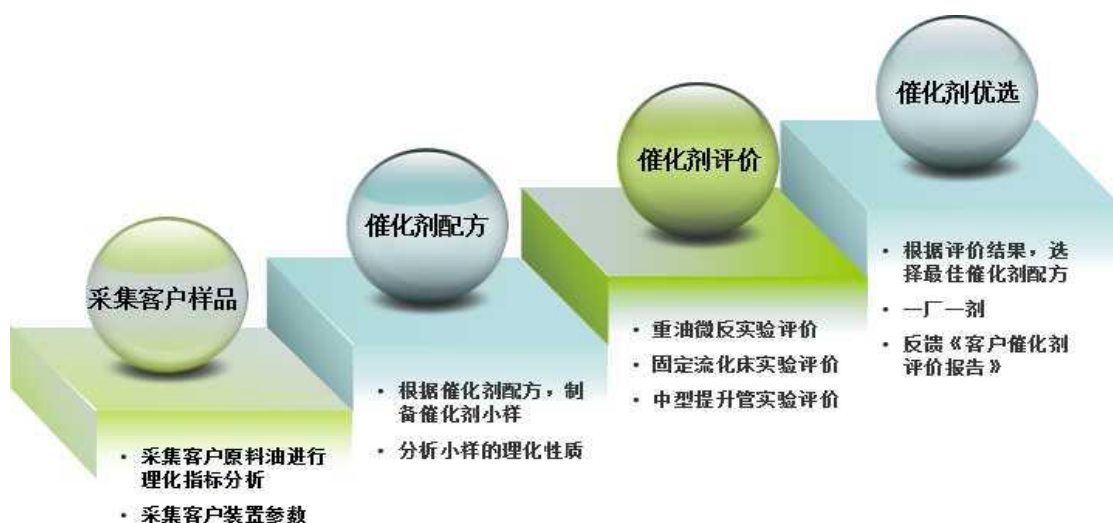 采集客户样品
• 采集客户原料油进行
理化指标分析
• 采集客户装置参数
催化剂配方
• 根据催化剂配方，制
备催化剂小样
• 分析小样的理化性质
催化剂评价
• 重油微反实验评价
• 固定流化床实验评价
• 中型提升管实验评价
催化剂优选
• 根据评价结果，选
择最佳催化剂配方
• 一厂一剂
• 反馈《客户催化剂
评价报告》